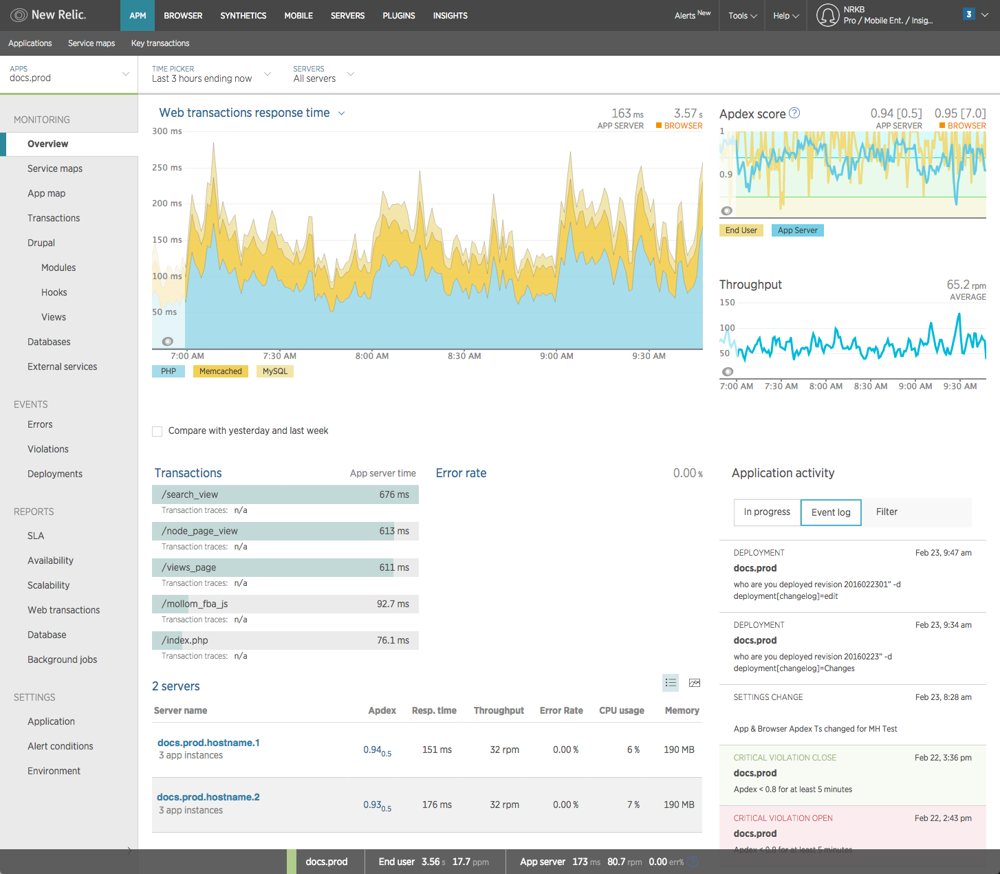 New Relic.
APM
BROWSER
SYNTHETICS
MOBILE
SERVERS
PLUGINS
INSIGHTS
Alerts New
Tools
Help
NRKB
Pro / Mobile Ent. / Insig...
3
Applications
Service maps
Key transactions
APPS
docs.prod
TIME PICKER
Last 3 hours ending now
SERVERS
All servers
MONITORING
Overview
Service maps
App map
Transactions
Drupal
Modules
Hooks
Views
Databases
External services
EVENTS
Errors
Violations
Deployments
REPORTS
SLA
Availability
Scalability
Web transactions
Database
Background jobs
SETTINGS
Application
Alert conditions
Environment
Web transactions response time
163 ms
APP SERVER
3.57 s
BROWSER
300 ms
250 ms
200 ms
150 ms
100 ms
50 ms
7:00 AM
7:30 AM
8:00 AM
8:30 AM
9:00 AM
9:30 AM
PHP
Memcached
MySQL
Compare with yesterday and last week
Apdex score ?
0.94 [0.5]
APP SERVER
0.95 [7.0]
BROWSER
1
0.9
End User
App Server
Throughput
65.2 rpm
AVERAGE
150
100
50
7:00 AM
7:30 AM
8:00 AM
8:30 AM
9:00 AM
9:30 AM
Transactions
App server time
/search_view
676 ms
Transaction traces: n/a
/node_page_view
613 ms
Transaction traces: n/a
/views_page
611 ms
Transaction traces: n/a
/mollom_fba_js
92.7 ms
Transaction traces: n/a
/index.php
76.1 ms
Transaction traces: n/a
Error rate
0.00 %
2 servers
Server name
Apdex
Resp. time
Throughput
Error Rate
CPU usage
Memory
docs.prod.hostname.1
3 app instances
0.94 0.5
151 ms
32 rpm
0.00 %
6 %
190 MB
docs.prod.hostname.2
3 app instances
0.93 0.5
176 ms
32 rpm
0.00 %
7 %
190 MB
Application activity
In progress
Event log
Filter
DEPLOYMENT
Feb 23, 9:47 am
docs.prod
who are you deployed revision 2016022301" -d
deployment[changelog]=edit
DEPLOYMENT
Feb 23, 9:34 am
docs.prod
who are you deployed revision 20160223" -d
deployment[changelog]=Changes
SETTINGS CHANGE
Feb 23, 8:28 am
App & Browser Apdex Ts changed for MH Test
CRITICAL VIOLATION CLOSE
Feb 22, 3:36 pm
docs.prod
Apdex < 0.8 for at least 5 minutes
CRITICAL VIOLATION OPEN
Feb 22, 2:43 pm
docs.prod
Apdex < 0.8 for at least 5 minutes
docs.prod
End user 3.56 s 17.7 ppm
App server 173 ms 80.7 rpm 0.00 err% ?